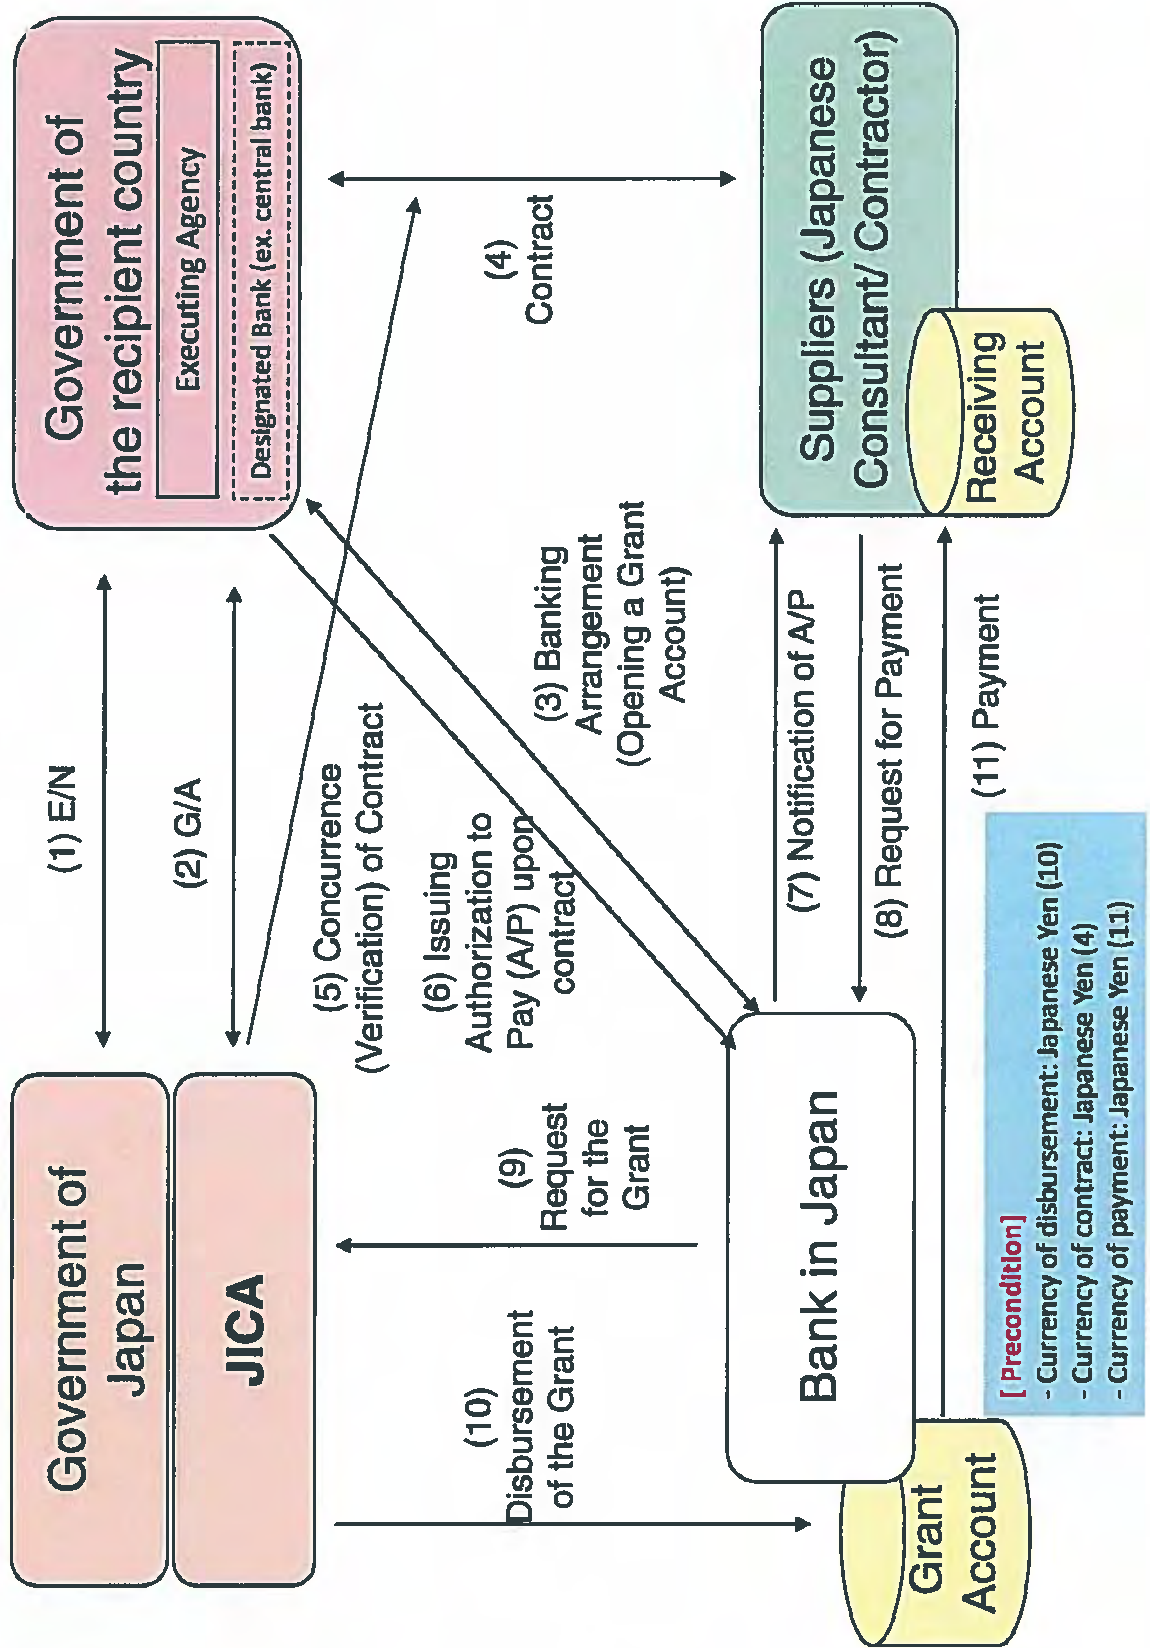 Government of
Japan
JICA
(1) E/N
(2) G/A
Government of
the recipient country
Executing Agency
Designated Bank (ex. central bank)
(5) Concurrence
(Verification) of Contract
(6) Issuing
Authorization to
Pay (A/P) upon
contract
(9)
Request
for the
Grant
(10)
Disbursement
of the Grant
(3) Banking
Arrangement
(Opening a Grant
Account)
(4)
Contract
Bank in Japan
Grant
Account
(7) Notification of A/P
(8) Request for Payment
(11) Payment
Suppliers (Japanese
Consultant/ Contractor)
Receiving
Account
[ Precondition]
- Currency of disbursement: Japanese Yen (10)
- Currency of contract: Japanese Yen (4)
- Currency of payment: Japanese Yen (11)